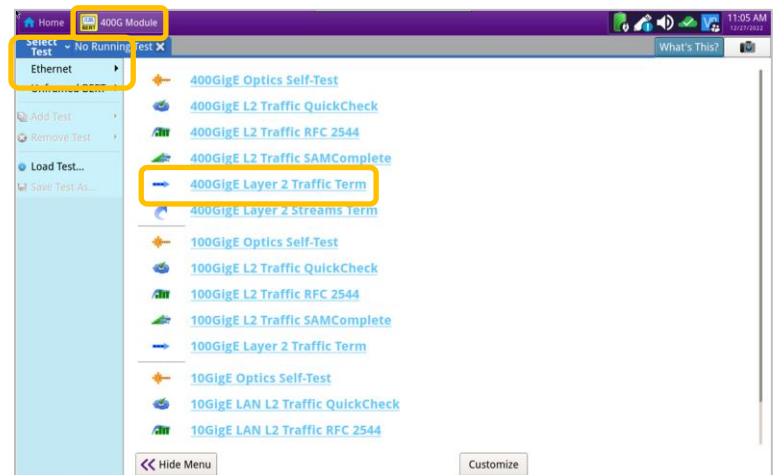 Home 400G Module 11:05 AM
12/27/2022
Select Test No Running Test What's This?
Ethernet
Unframed BERT
Add Test
Remove Test
Load Test...
Save Test As...
400GigE Optics Self-Test
400GigE L2 Traffic QuickCheck
400GigE L2 Traffic RFC 2544
400GigE L2 Traffic SAMComplete
400GigE Layer 2 Traffic Term
400GigE Layer 2 Streams Term
100GigE Optics Self-Test
100GigE L2 Traffic QuickCheck
100GigE L2 Traffic RFC 2544
100GigE L2 Traffic SAMComplete
100GigE Layer 2 Traffic Term
10GigE Optics Self-Test
10GigE LAN L2 Traffic QuickCheck
10GigE LAN L2 Traffic RFC 2544
Hide Menu Customize